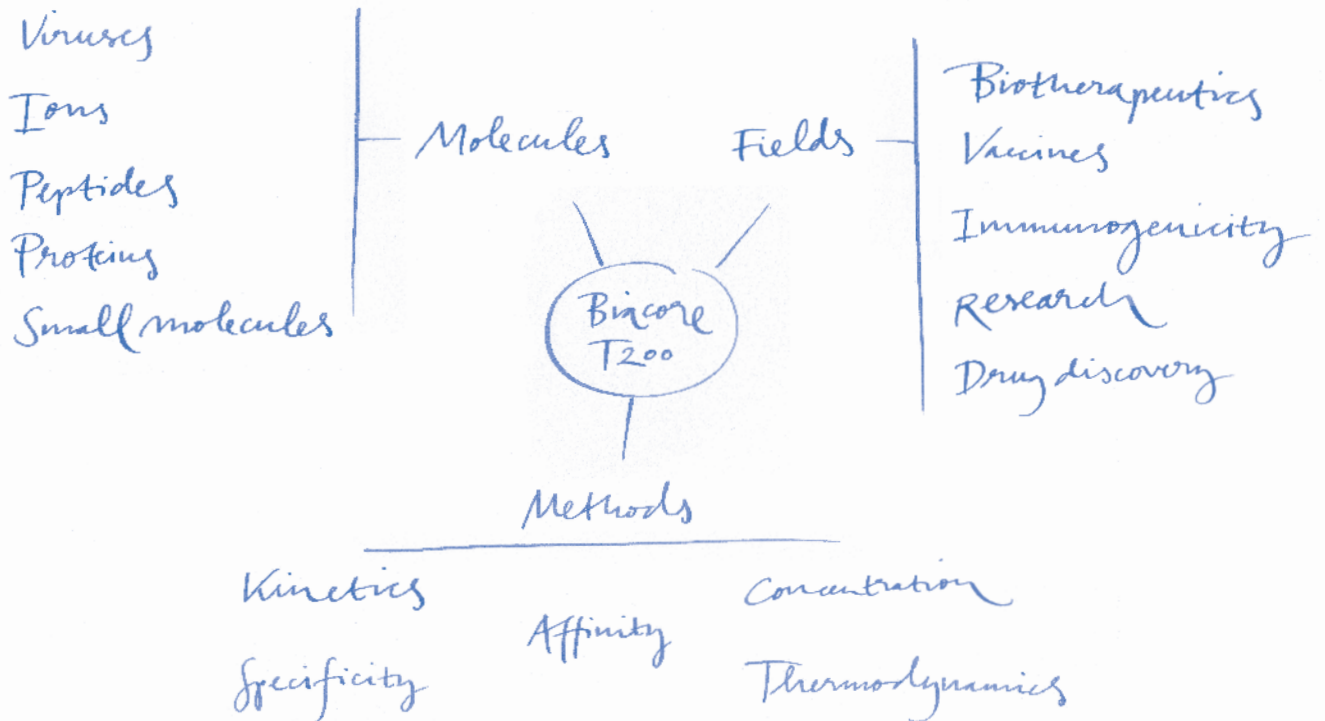 Viruses
Ions
Peptides
Proteins
Small molecules
Molecules
Fields
Biotherapeutics
Vaccines
Immunogenicity
Research
Drug discovery
Biacore
T200
Methods
Kinetics
Affinity
Concentration
Specificity
Thermodynamics